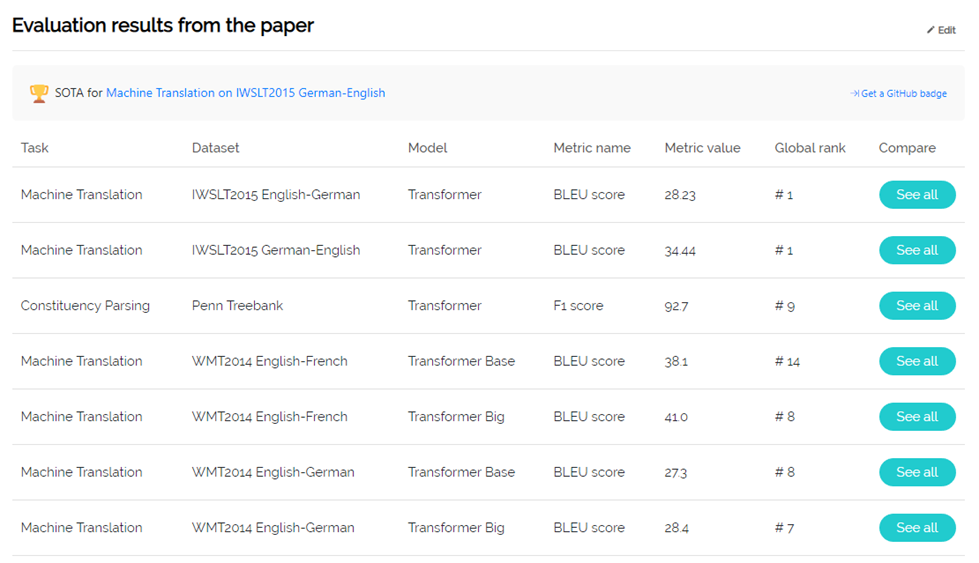 Evaluation results from the paper
Edit
SOTA for Machine Translation on IWSLT2015 German-English
Get a GitHub badge
Task Dataset Model Metric name Metric value Global rank Compare
Machine Translation IWSLT2015 English-German Transformer BLEU score 28.23 # 1 See all
Machine Translation IWSLT2015 German-English Transformer BLEU score 34.44 # 1 See all
Constituency Parsing Penn Treebank Transformer F1 score 92.7 # 9 See all
Machine Translation WMT2014 English-French Transformer Base BLEU score 38.1 # 14 See all
Machine Translation WMT2014 English-French Transformer Big BLEU score 41.0 # 8 See all
Machine Translation WMT2014 English-German Transformer Base BLEU score 27.3 # 8 See all
Machine Translation WMT2014 English-German Transformer Big BLEU score 28.4 # 7 See all